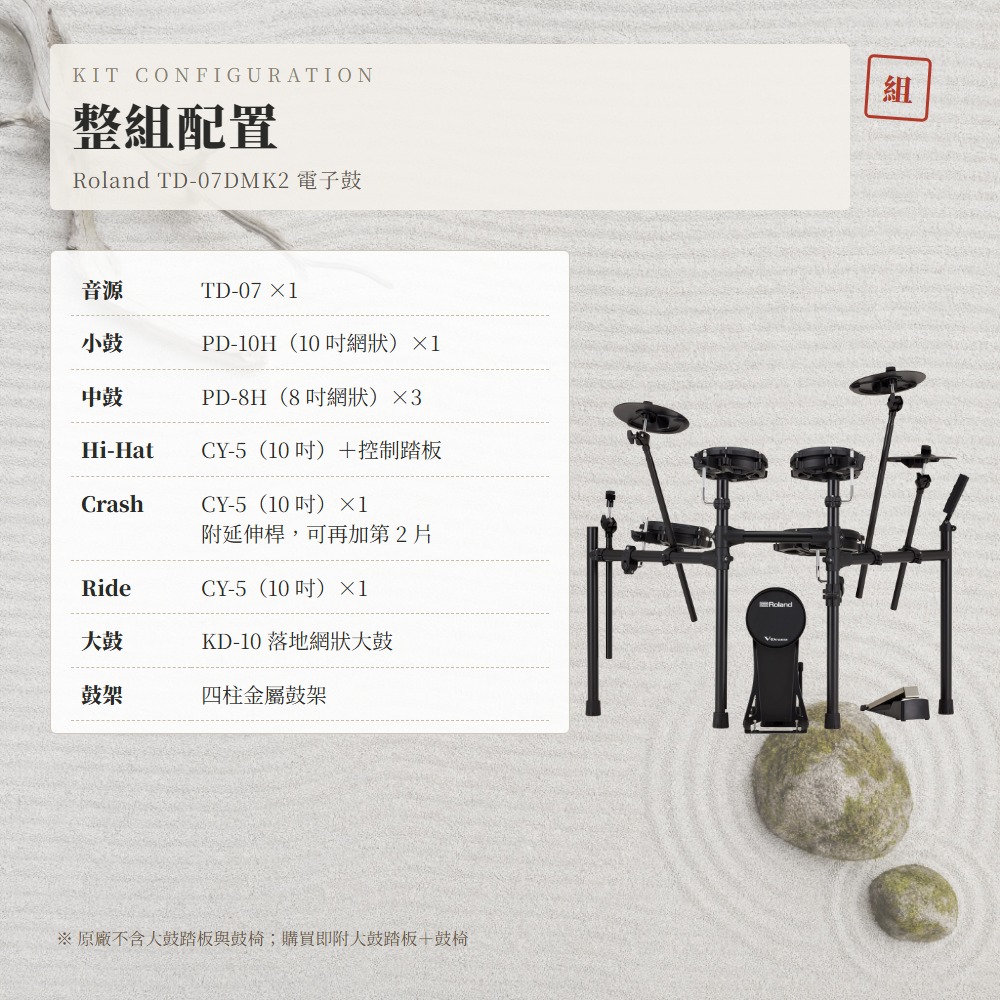 KIT CONFIGURATION
整組配置
Roland TD-07DMK2 電子鼓
組
音源 TD-07 ×1
小鼓 PD-10H（10 吋網狀）×1
中鼓 PD-8H（8 吋網狀）×3
Hi-Hat CY-5（10 吋）＋控制踏板
Crash CY-5（10 吋）×1
附延伸桿，可再加第 2 片
Ride CY-5（10 吋）×1
大鼓 KD-10 落地網狀大鼓
鼓架 四柱金屬鼓架
Roland
V-Drums
※ 原廠不含大鼓踏板與鼓椅；購買即附大鼓踏板＋鼓椅